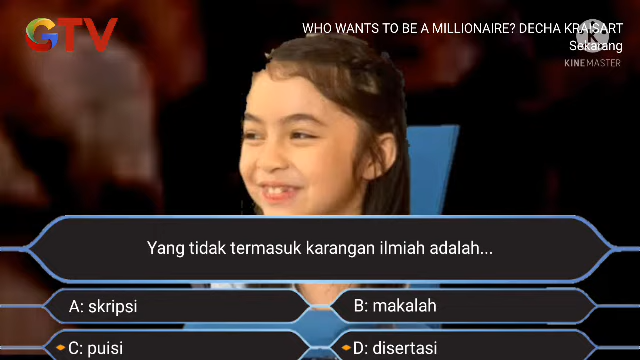 GTV
WHO WANTS TO BE A MILLIONAIRE? DECHA KRAISART
Sekarang
KINEMASTER
Yang tidak termasuk karangan ilmiah adalah...
A: skripsi
B: makalah
C: puisi
D: disertasi